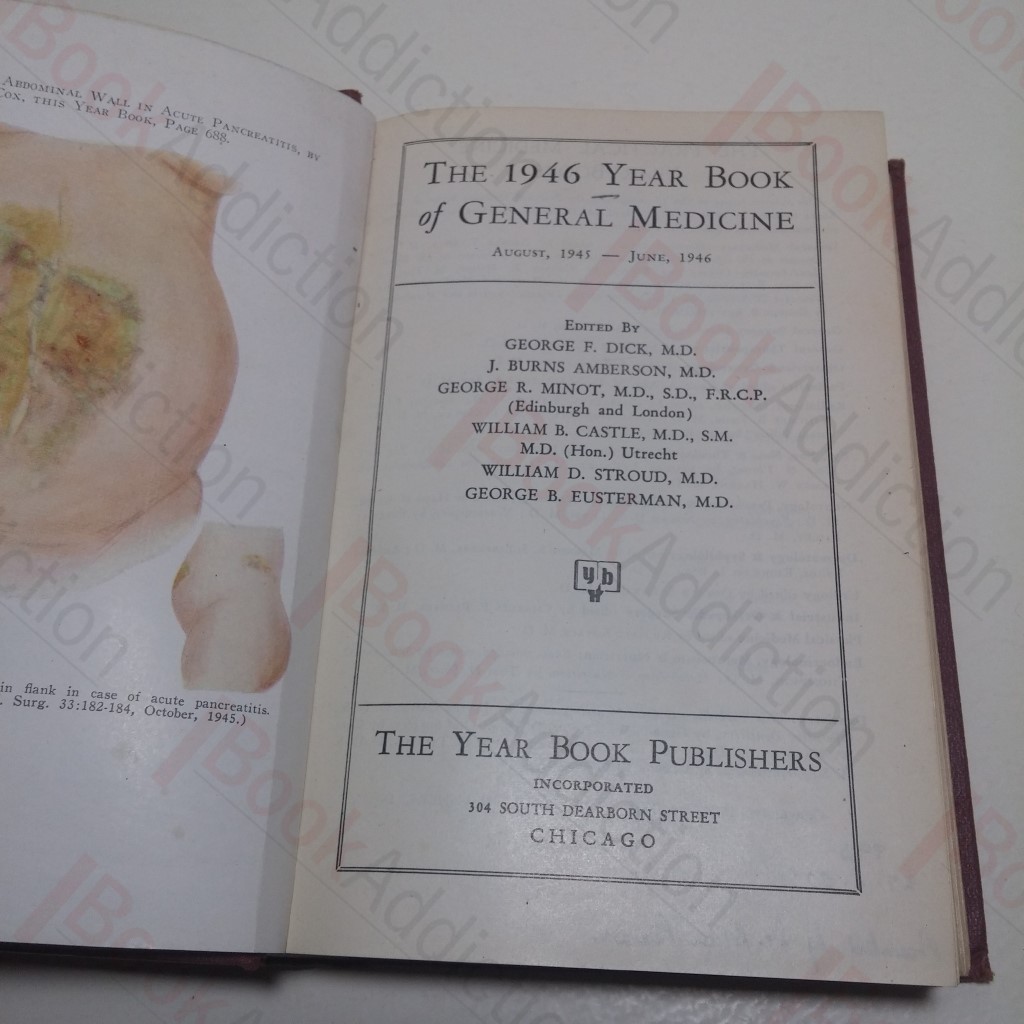 Abdominal Wall in Acute Pancreatitis, by
Cox, this Year Book, Page 688.
in flank in case of acute pancreatitis.
. Surg. 33:182-184, October, 1945.)
The 1946 Year Book
of General Medicine
August, 1945 — June, 1946
Edited By
GEORGE F. DICK, M.D.
J. BURNS AMBERSON, M.D.
GEORGE R. MINOT, M.D., S.D., F.R.C.P.
(Edinburgh and London)
WILLIAM B. CASTLE, M.D., S.M.
M.D. (Hon.) Utrecht
WILLIAM D. STROUD, M.D.
GEORGE B. EUSTERMAN, M.D.
yb
The Year Book Publishers
INCORPORATED
304 SOUTH DEARBORN STREET
CHICAGO
BookAddiction